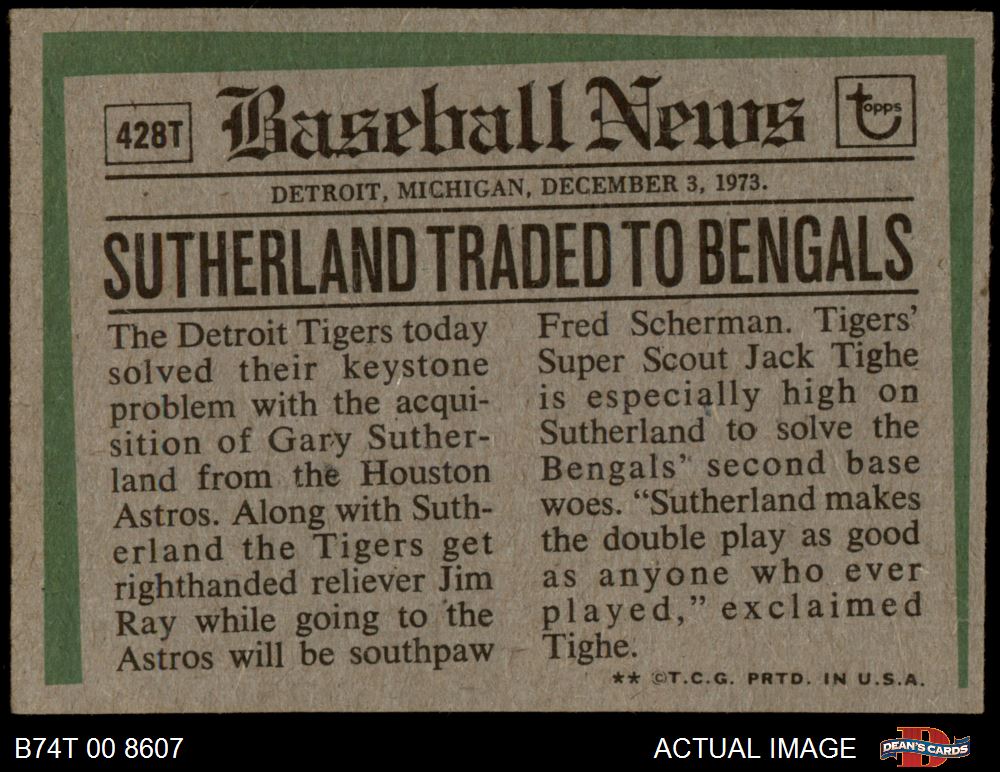 428T
Baseball News
topps
DETROIT, MICHIGAN, DECEMBER 3, 1973.
SUTHERLAND TRADED TO BENGALS
The Detroit Tigers today
solved their keystone
problem with the acqui-
sition of Gary Suther-
land from the Houston
Astros. Along with Suth-
erland the Tigers get
righthanded reliever Jim
Ray while going to the
Astros will be southpaw
Fred Scherman. Tigers'
Super Scout Jack Tighe
is especially high on
Sutherland to solve the
Bengals' second base
woes. “Sutherland makes
the double play as good
as anyone who ever
played,” exclaimed
Tighe.
** ©T.C.G. PRTD. IN U.S.A.
B74T 00 8607
ACTUAL IMAGE
D
DEAN'S CARDS